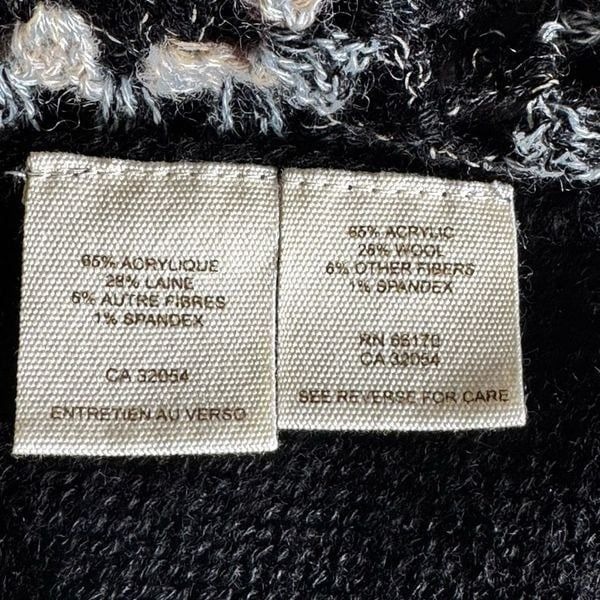 65% ACRYLIQUE
28% LAINE
6% AUTRE FIBRES
1% SPANDEX
CA 32054
ENTRETIEN AU VERSO
65% ACRYLIC
28% WOOL
6% OTHER FIBERS
1% SPANDEX
RN 66170
CA 32054
SEE REVERSE FOR CARE